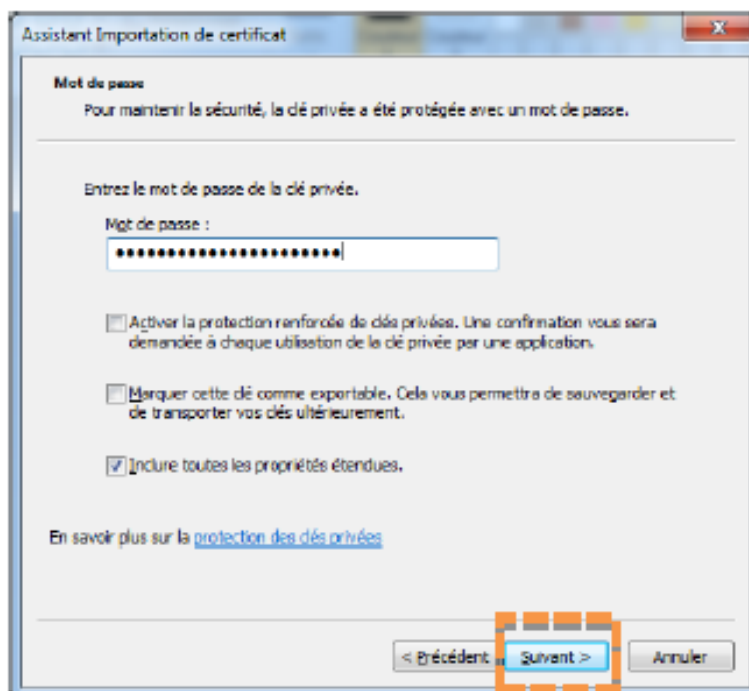 Assistant Importation de certificat
Mot de passe
Pour maintenir la sécurité, la clé privée a été protégée avec un mot de passe.
Entrez le mot de passe de la clé privée.
Mot de passe :
●●●●●●●●●●●●●●●●●●●●●●
Activer la protection renforcée de clés privées. Une confirmation vous sera
demandée à chaque utilisation de la clé privée par une application.
Marquer cette clé comme exportable. Cela vous permettra de sauvegarder et
de transporter vos clés ultérieurement.
Inclure toutes les propriétés étendues.
En savoir plus sur la protection des clés privées
< Précédent Suivant > Annuler